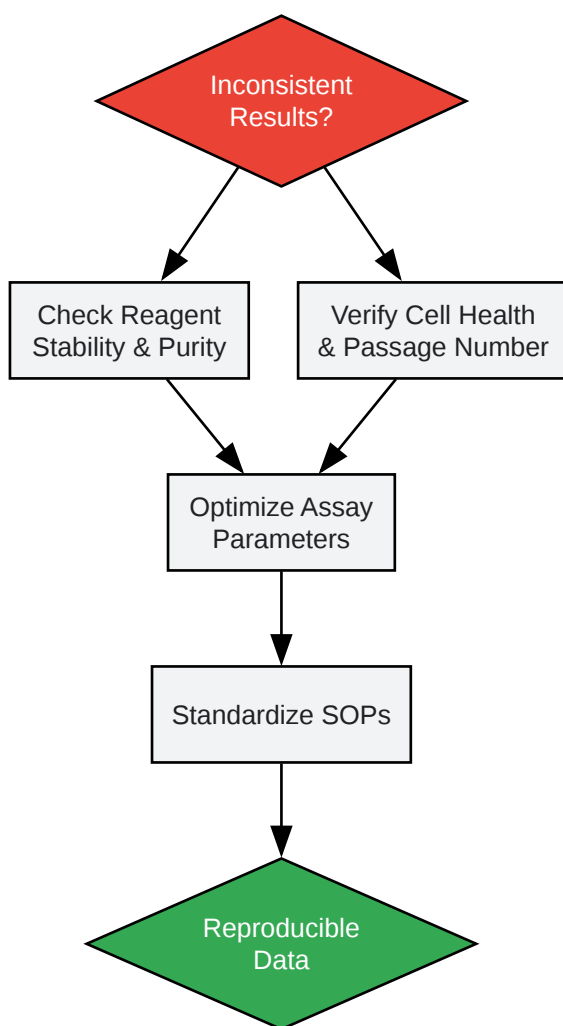 Inconsistent
Results?
Check Reagent
Stability & Purity
Verify Cell Health
& Passage Number
Optimize Assay
Parameters
Standardize SOPs
Reproducible
Data